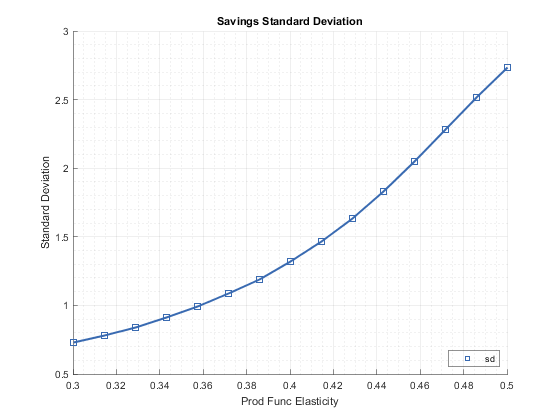 Savings Standard Deviation
3
2.5
2
1.5
1
0.5
Standard Deviation
0.3 0.32 0.34 0.36 0.38 0.4 0.42 0.44 0.46 0.48 0.5
Prod Func Elasticity
sd